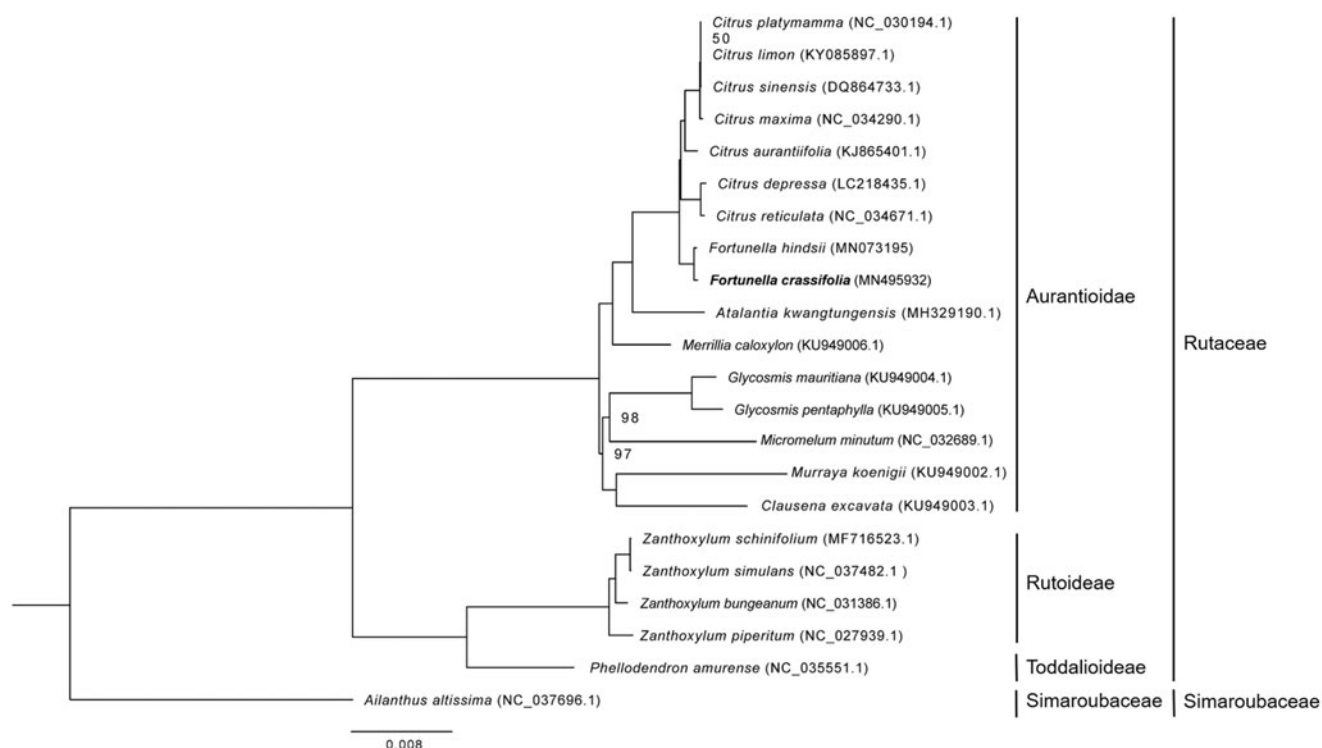 Citrus platymamma (NC_030194.1)
50
Citrus limon (KY085897.1)
Citrus sinensis (DQ864733.1)
Citrus maxima (NC_034290.1)
Citrus aurantiifolia (KJ865401.1)
Citrus depressa (LC218435.1)
Citrus reticulata (NC_034671.1)
Fortunella hindsii (MN073195)
Fortunella crassifolia (MN495932)
Aurantioidae
Atalantia kwangtungensis (MH329190.1)
Merrillia caloxylon (KU949006.1)
Rutaceae
Glycosmis mauritiana (KU949004.1)
Glycosmis pentaphylla (KU949005.1)
98
Micromelum minutum (NC_032689.1)
97
Murraya koenigii (KU949002.1)
Clausena excavata (KU949003.1)
Zanthoxylum schinifolium (MF716523.1)
Zanthoxylum simulans (NC_037482.1 )
Rutoideae
Zanthoxylum bungeanum (NC_031386.1)
Zanthoxylum piperitum (NC_027939.1)
Phellodendron amurense (NC_035551.1)
Toddalioideae
Ailanthus altissima (NC_037696.1)
Simaroubaceae
Simaroubaceae
0.008